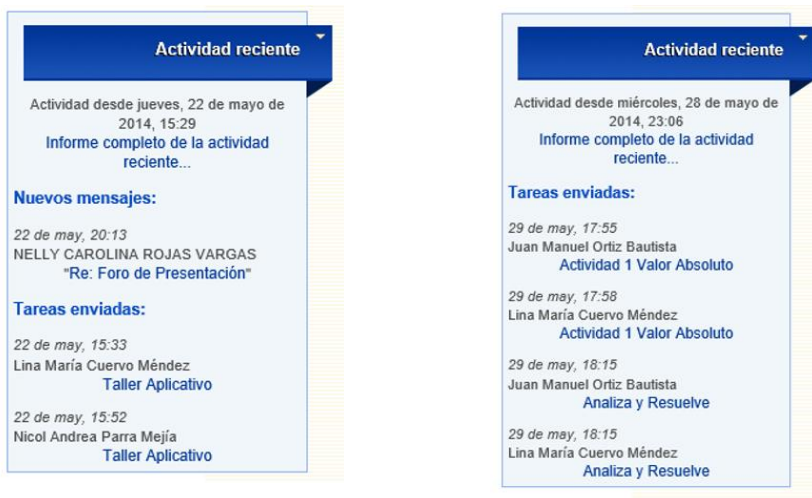 Actividad reciente
Actividad desde jueves, 22 de mayo de
2014, 15:29
Informe completo de la actividad
reciente...
Nuevos mensajes:
22 de may, 20:13
NELLY CAROLINA ROJAS VARGAS
"Re: Foro de Presentación"
Tareas enviadas:
22 de may, 15:33
Lina María Cuervo Méndez
Taller Aplicativo
22 de may, 15:52
Nicol Andrea Parra Mejía
Taller Aplicativo
Actividad reciente
Actividad desde miércoles, 28 de mayo de
2014, 23:06
Informe completo de la actividad
reciente...
Tareas enviadas:
29 de may, 17:55
Juan Manuel Ortiz Bautista
Actividad 1 Valor Absoluto
29 de may, 17:58
Lina María Cuervo Méndez
Actividad 1 Valor Absoluto
29 de may, 18:15
Juan Manuel Ortiz Bautista
Analiza y Resuelve
29 de may, 18:15
Lina María Cuervo Méndez
Analiza y Resuelve